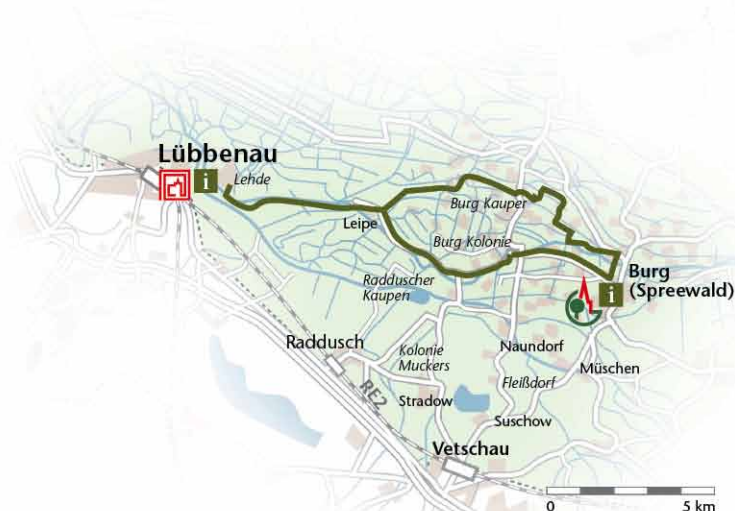 Lübbenau
i
Lehde
Leipe
Burg Kauper
Burg Kolonie
Burg
(Spreewald)
i
Radduscher
Kaupen
Raddusch
Kolonie
Muckers
Naundorf
Müschen
Fleißdorf
RE2
Stradow
Suschow
Vetschau
0
5 km